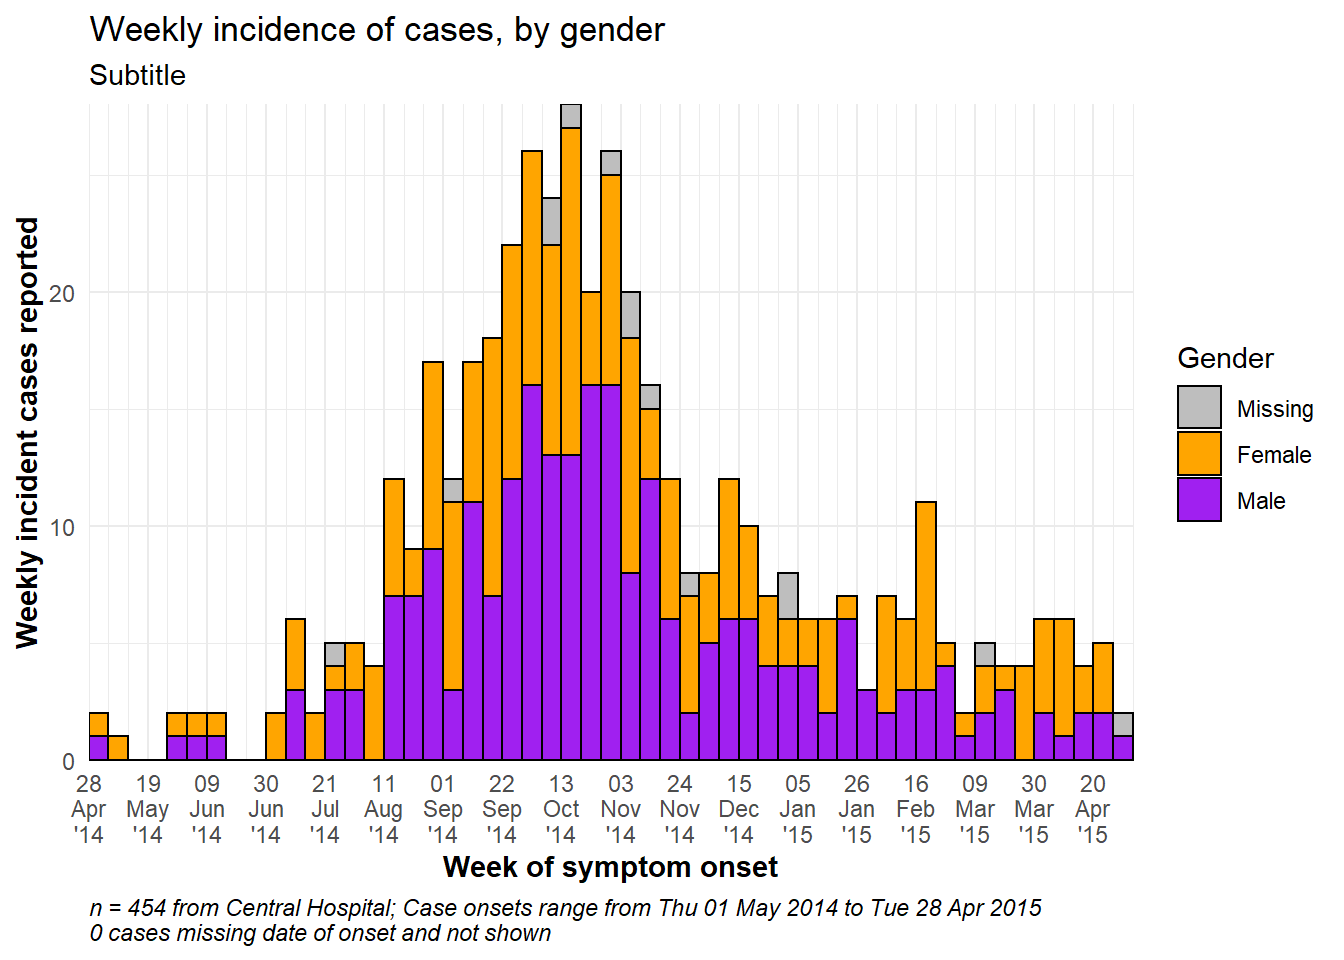 Weekly incidence of cases, by gender
Subtitle
Weekly incident cases reported
20
10
0
28 19 09 30 21 11 01 22 13 03 24 15 05 26 16 09 30 20
Apr May Jun Jun Jul Aug Sep Sep Oct Nov Nov Dec Jan Jan Feb Mar Mar Apr
'14 '14 '14 '14 '14 '14 '14 '14 '14 '14 '14 '14 '15 '15 '15 '15 '15 '15
Week of symptom onset
Gender
Missing
Female
Male
n = 454 from Central Hospital; Case onsets range from Thu 01 May 2014 to Tue 28 Apr 2015
0 cases missing date of onset and not shown